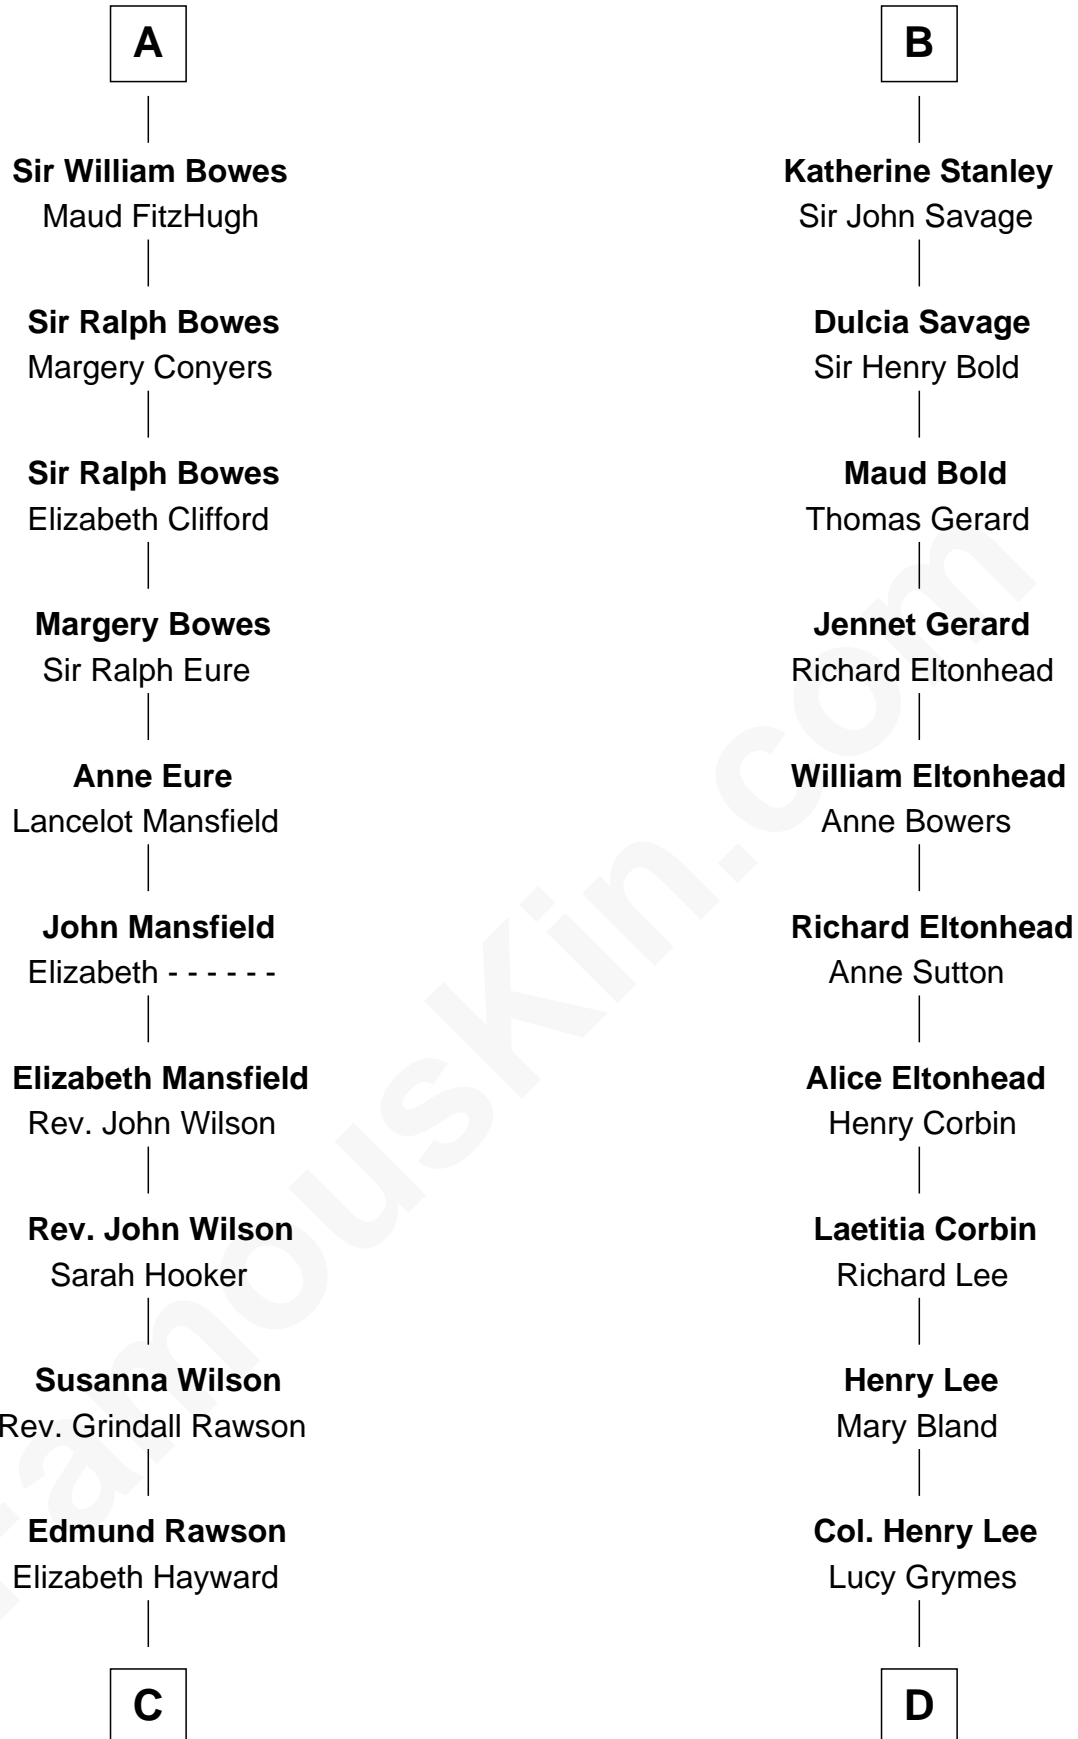 A
Sir William Bowes
Maud FitzHugh
Sir Ralph Bowes
Margery Conyers
Sir Ralph Bowes
Elizabeth Clifford
Margery Bowes
Sir Ralph Eure
Anne Eure
Lancelot Mansfield
John Mansfield
Elizabeth - - - - - -
Elizabeth Mansfield
Rev. John Wilson
Rev. John Wilson
Sarah Hooker
Susanna Wilson
Rev. Grindall Rawson
Edmund Rawson
Elizabeth Hayward
C
B
Katherine Stanley
Sir John Savage
Dulcia Savage
Sir Henry Bold
Maud Bold
Thomas Gerard
Jennet Gerard
Richard Eltonhead
William Eltonhead
Anne Bowers
Richard Eltonhead
Anne Sutton
Alice Eltonhead
Henry Corbin
Laetitia Corbin
Richard Lee
Henry Lee
Mary Bland
Col. Henry Lee
Lucy Grymes
D
FamousKin.com